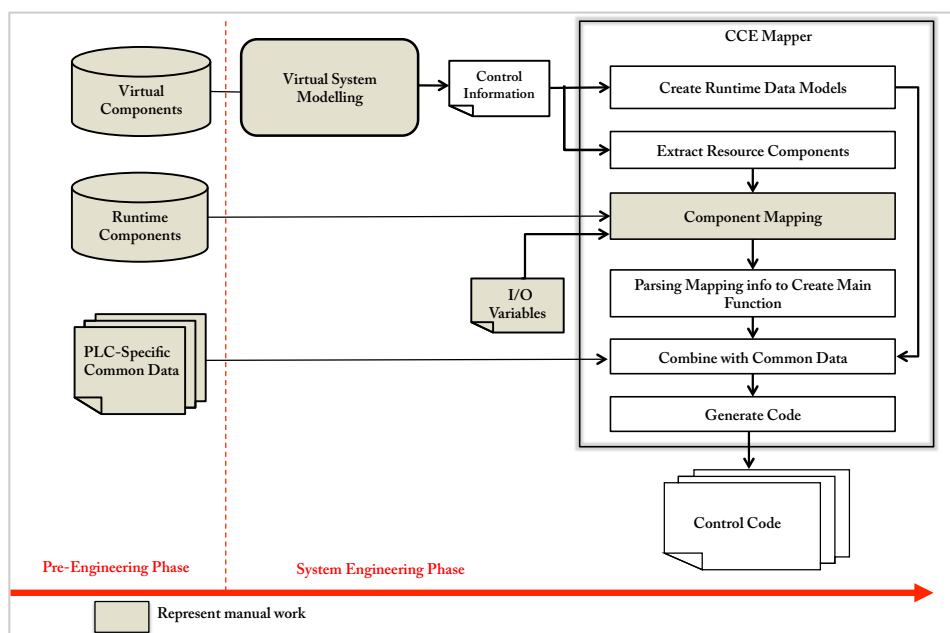 CCE Mapper
Virtual
Components
Virtual System
Modelling
Control
Information
Create Runtime Data Models
Extract Resource Components
Runtime
Components
Component Mapping
I/O
Variables
Parsing Mapping info to Create Main
Function
PLC-Specific
Common Data
Combine with Common Data
Generate Code
Control Code
Pre-Engineering Phase
System Engineering Phase
Represent manual work